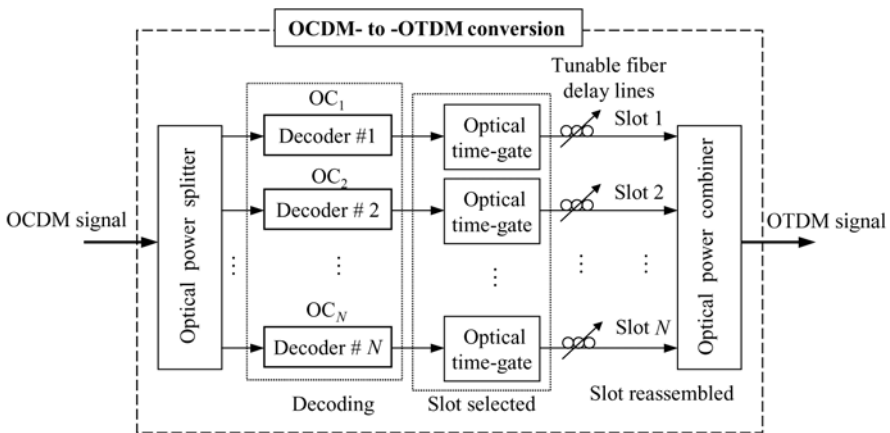 OCDM- to -OTDM conversion
Tunable fiber
delay lines
OC1
Decoder #1
Optical
time-gate
Slot 1
OC2
Decoder # 2
Optical
time-gate
Slot 2
OCDM signal
Optical power splitter
Optical power combiner
OTDM signal
...
...
...
...
...
OCN
Decoder # N
Optical
time-gate
Slot N
Decoding
Slot selected
Slot reassembled